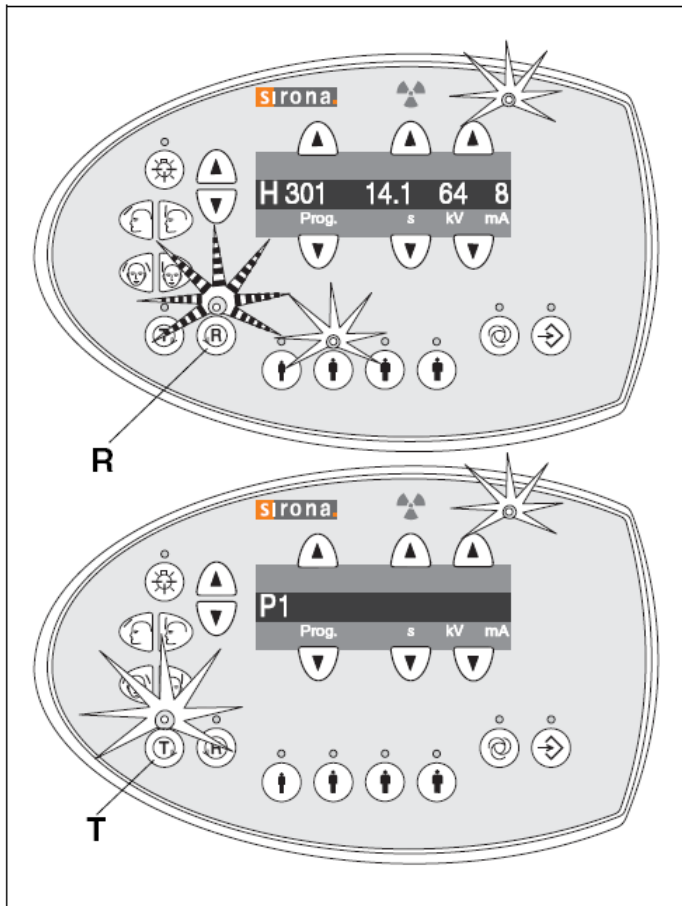 sirona.
H 301 14.1 64 8
Prog. s kV mA
T R
R
sirona.
P1
Prog. s kV mA
T R
T